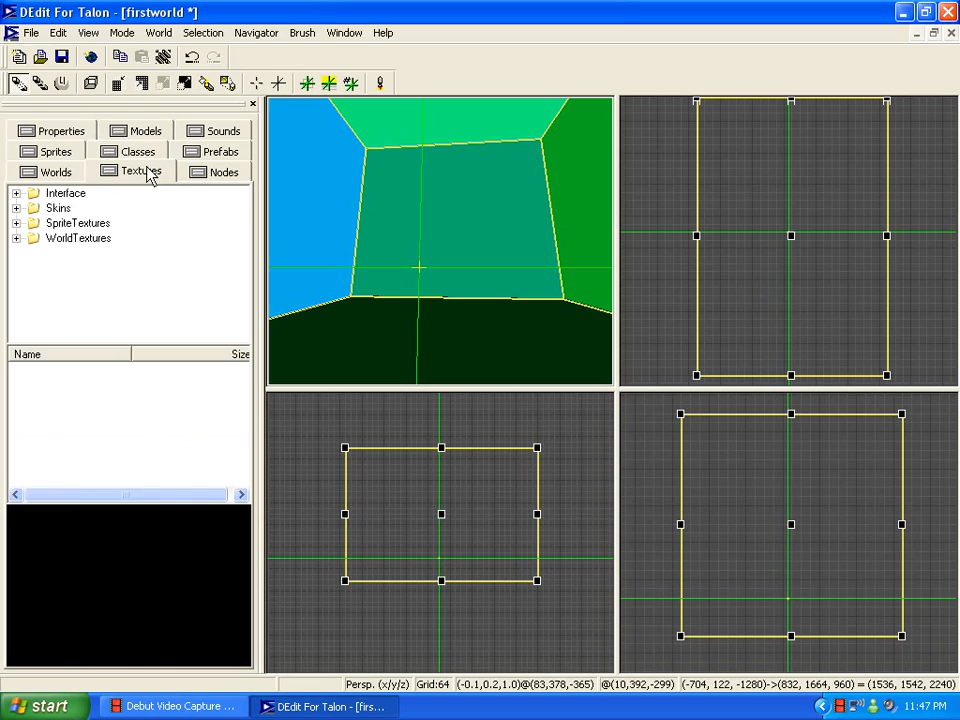 DEdit For Talon - [firstworld *]
File Edit View Mode World Selection Navigator Brush Window Help
Properties Models Sounds
Sprites Classes Prefabs
Worlds Textures Nodes
Interface
Skins
SpriteTextures
WorldTextures
Name Size
Persp. (x/y/z) Grid:64 (-0.1,0.2,1.0)@(83,378,-365) @(10,392,-299) (-704, 122, -1280)->(832, 1664, 960) = (1536, 1542, 2240)
start Debut Video Capture ... DEdit For Talon - [firs... 11:47 PM